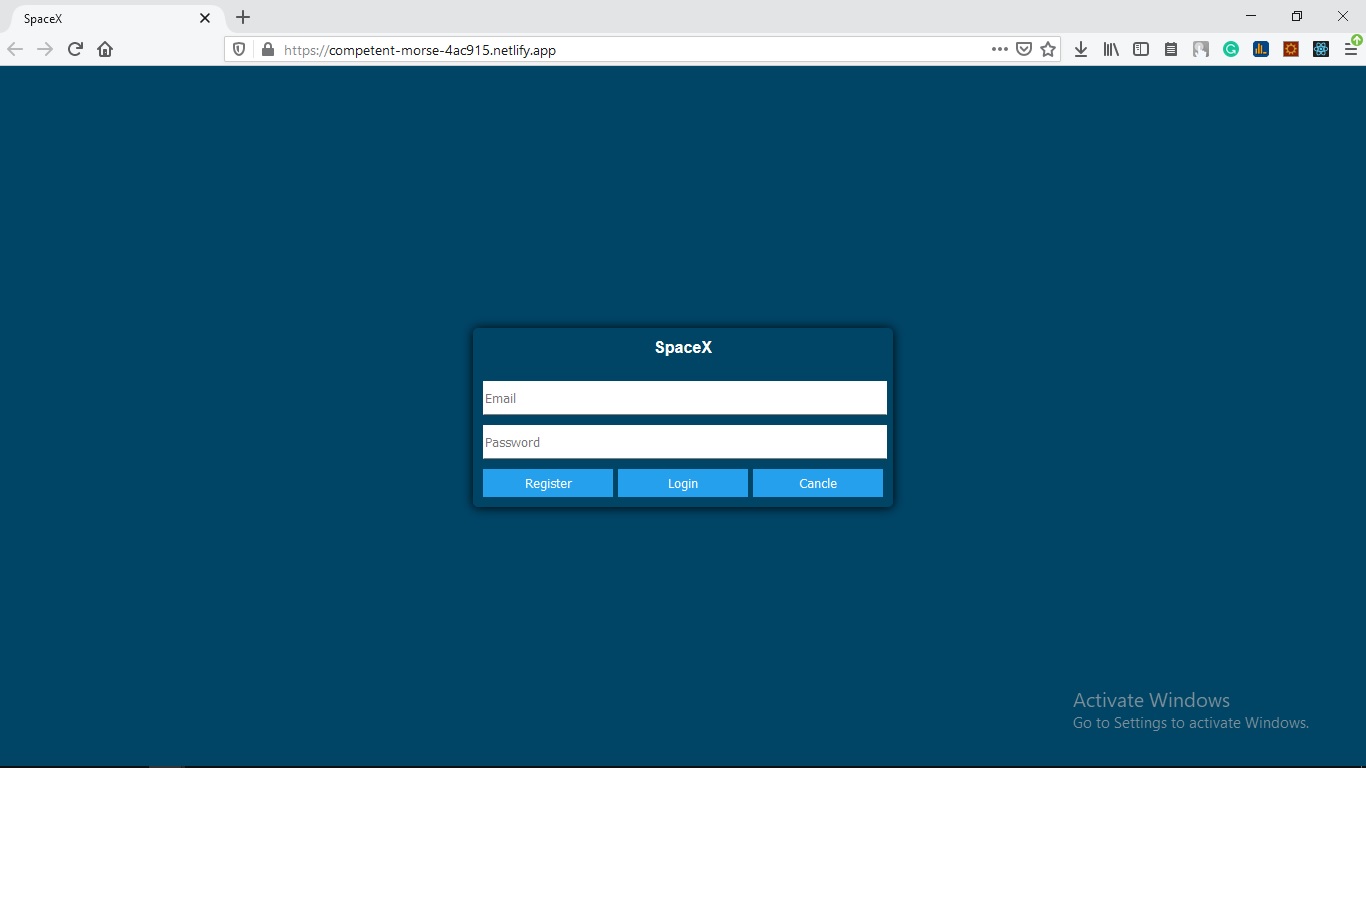 SpaceX
https://competent-morse-4ac915.netlify.app
SpaceX
Email
Password
Register Login Cancle
Activate Windows
Go to Settings to activate Windows.